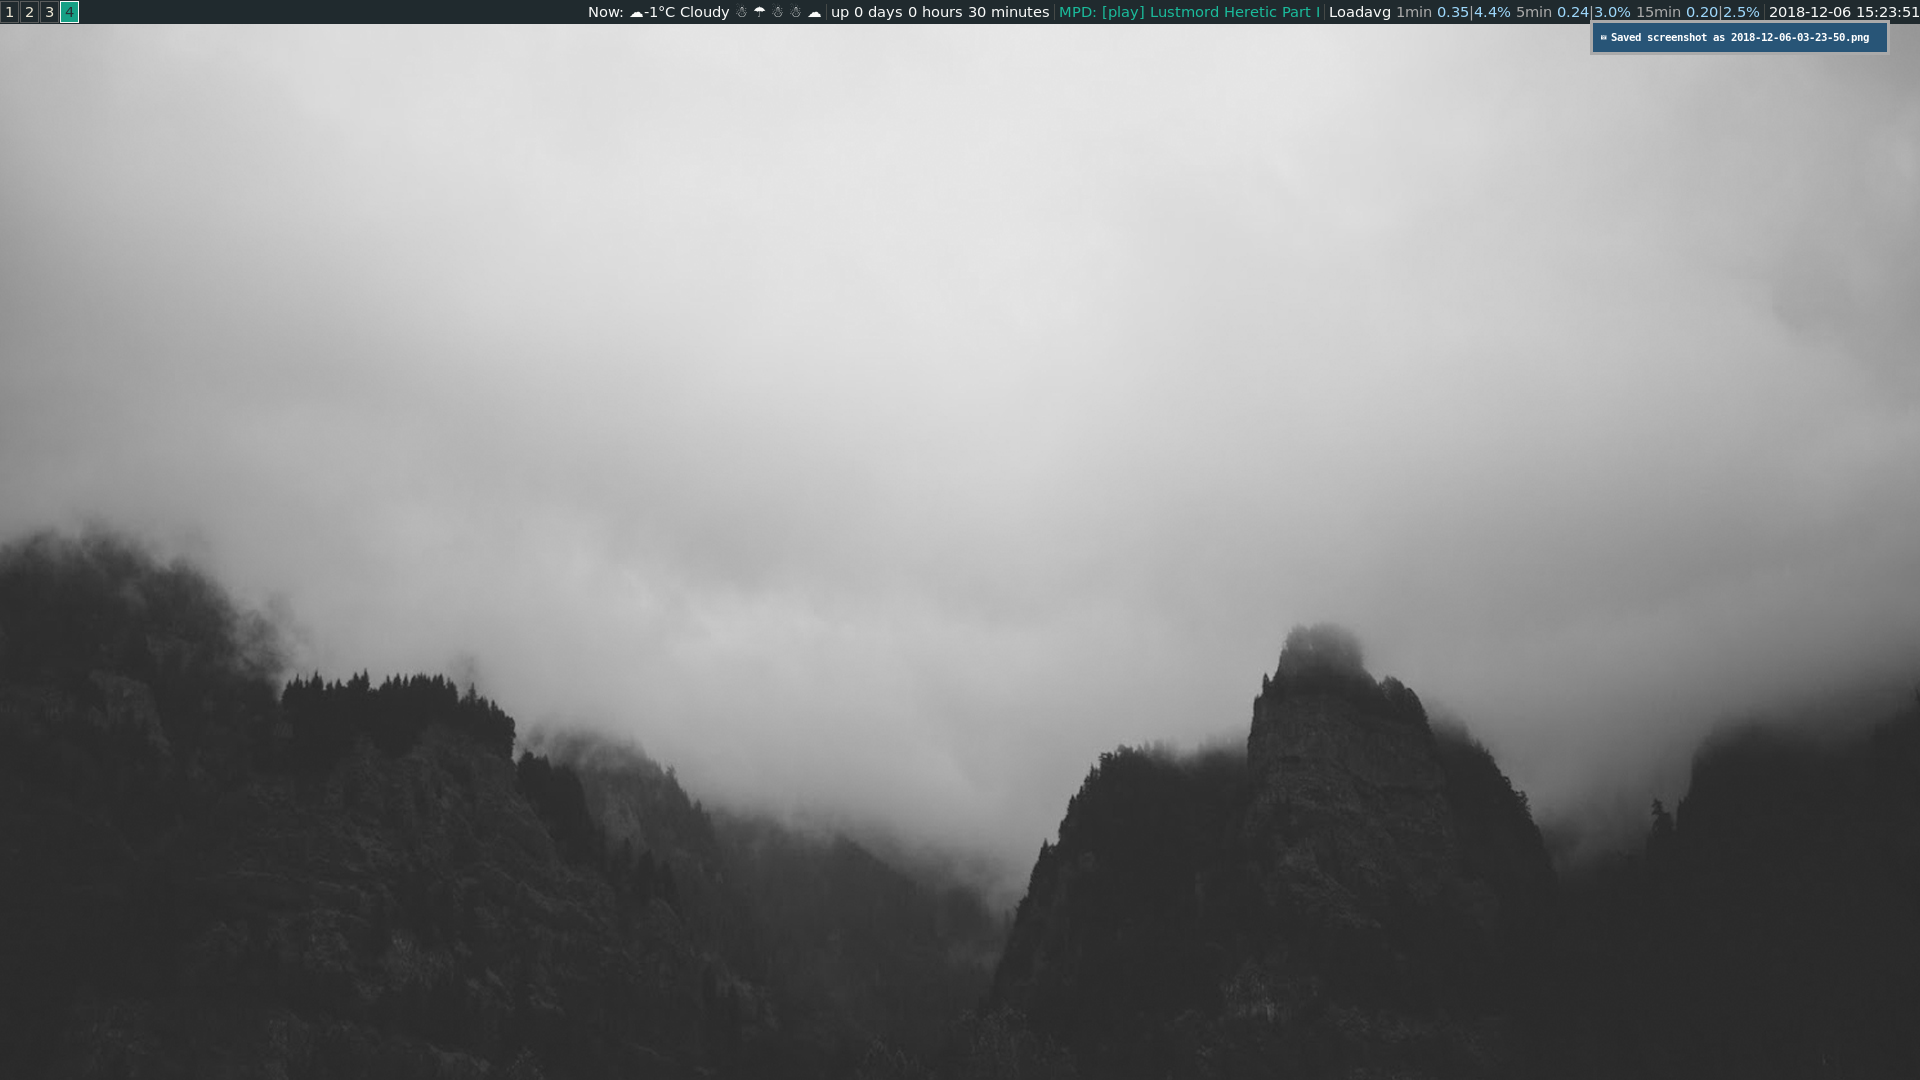 1 2 3 4 Now: ☁-1°C Cloudy ☃ ☂ ☃ ☃ ☁ up 0 days 0 hours 30 minutes MPD: [play] Lustmord Heretic Part I Loadavg 1min 0.35|4.4% 5min 0.24|3.0% 15min 0.20|2.5% 2018-12-06 15:23:51
Saved screenshot as 2018-12-06-03-23-50.png